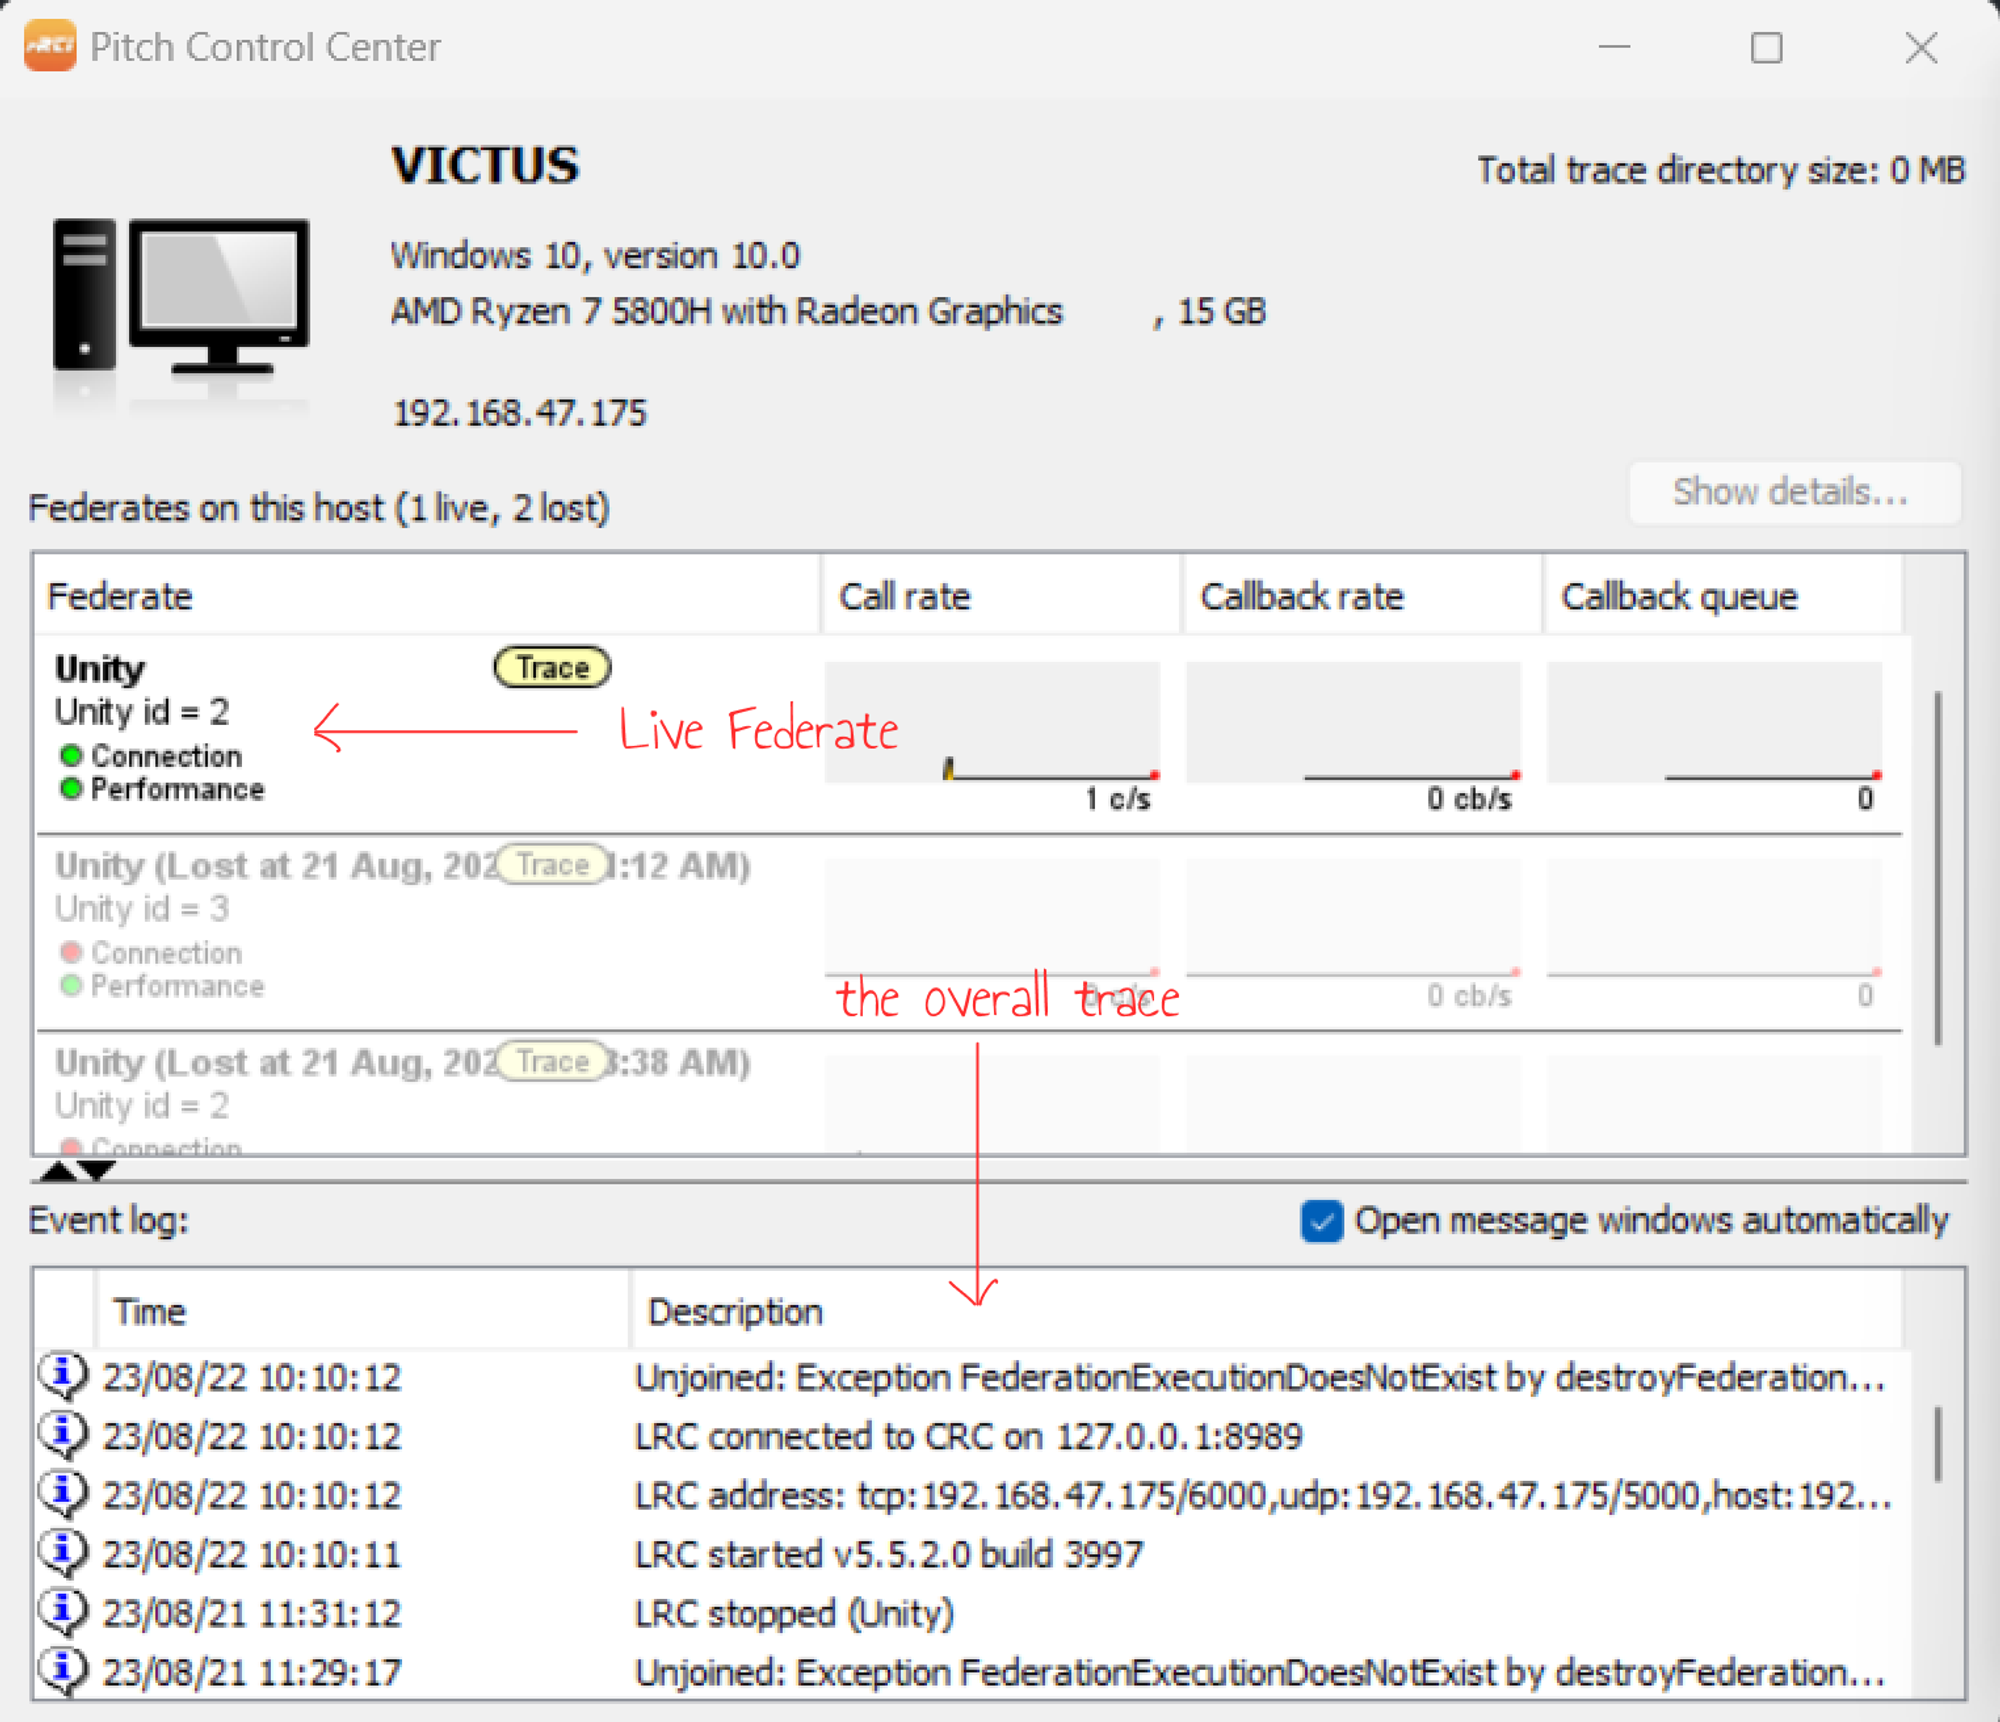 pRTI
Pitch Control Center
VICTUS
Total trace directory size: 0 MB
Windows 10, version 10.0
AMD Ryzen 7 5800H with Radeon Graphics , 15 GB
192.168.47.175
Federates on this host (1 live, 2 lost)
Show details...
Federate Call rate Callback rate Callback queue
Unity Trace
Unity id = 2
Live Federate
Connection
Performance
1 c/s 0 cb/s 0
Unity (Lost at 21 Aug, 202 Trace 1:12 AM)
Unity id = 3
Connection
Performance
the overall trace
0 cb/s 0
Unity (Lost at 21 Aug, 202 Trace 3:38 AM)
Unity id = 2
Connection
Event log:
Open message windows automatically
Time Description
23/08/22 10:10:12 Unjoined: Exception FederationExecutionDoesNotExist by destroyFederation...
23/08/22 10:10:12 LRC connected to CRC on 127.0.0.1:8989
23/08/22 10:10:12 LRC address: tcp:192.168.47.175/6000,udp:192.168.47.175/5000,host:192...
23/08/22 10:10:11 LRC started v5.5.2.0 build 3997
23/08/21 11:31:12 LRC stopped (Unity)
23/08/21 11:29:17 Unjoined: Exception FederationExecutionDoesNotExist by destroyFederation...